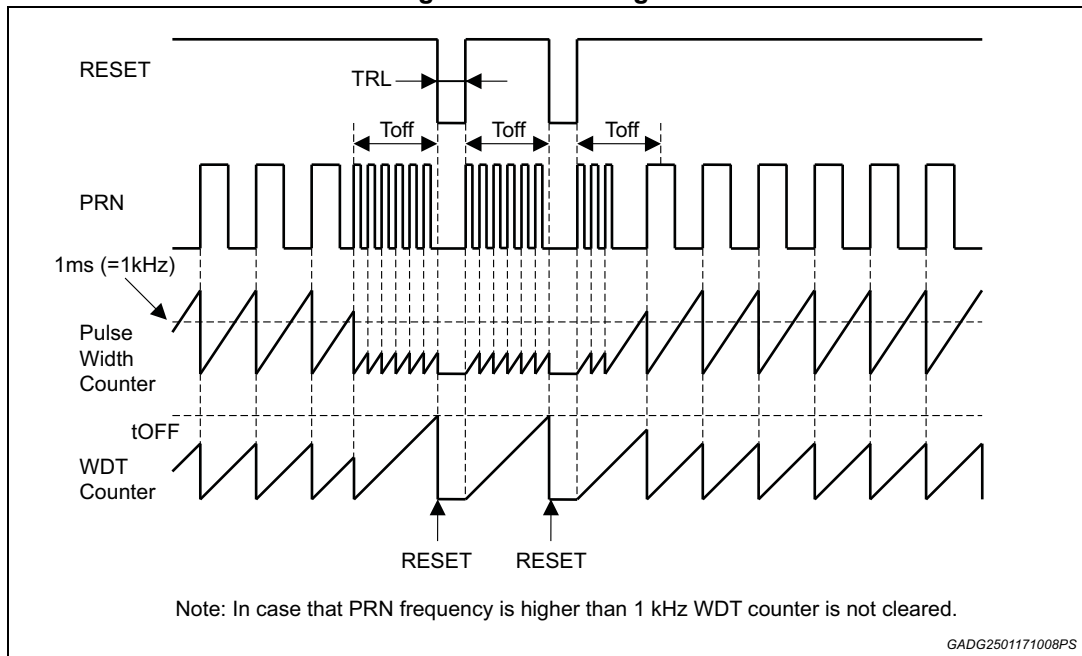 RESET
TRL
Toff Toff Toff
PRN
1ms (=1kHz)
Pulse
Width
Counter
tOFF
WDT
Counter
RESET RESET
Note: In case that PRN frequency is higher than 1 kHz WDT counter is not cleared.
GADG2501171008PS